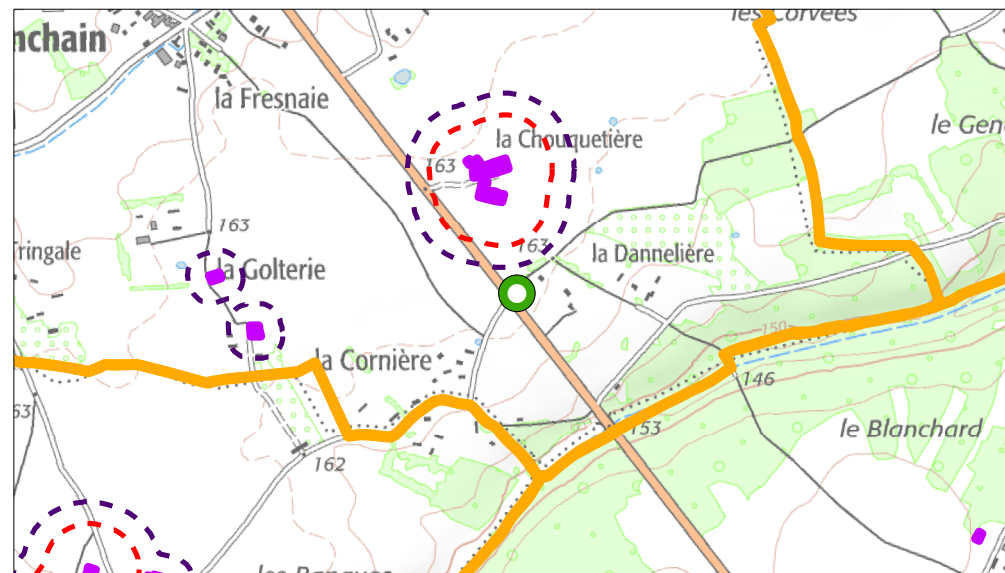 nchain
les Corvées
la Fresnaie
la Chouquetière
le Gen
163
163
163
Tringale
la Golterie
la Dannelière
150
la Cornière
146
63
153
le Blanchard
162